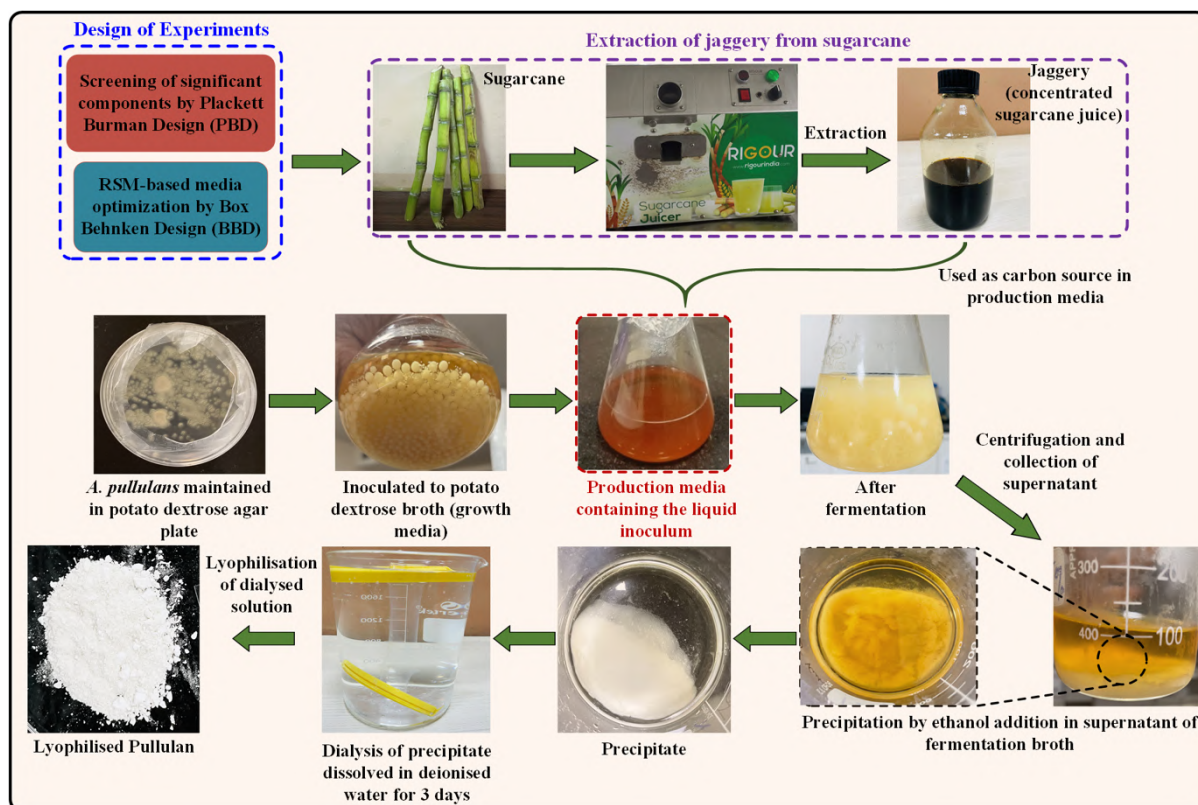 Design of Experiments
Screening of significant
components by Plackett
Burman Design (PBD)
RSM-based media
optimization by Box
Behnken Design (BBD)
Extraction of jaggery from sugarcane
Sugarcane
RIGOUR
www.rigourindia.com
Sugarcane
Juicer
Extraction
Jaggery
(concentrated
sugarcane juice)
Used as carbon source in
production media
A. pullulans maintained
in potato dextrose agar
plate
Inoculated to potato
dextrose broth (growth
media)
Production media
containing the liquid
inoculum
After
fermentation
Centrifugation and
collection of
supernatant
300
200
400
100
Precipitation by ethanol addition in supernatant of
fermentation broth
Precipitate
1600
1200
Dialysis of precipitate
dissolved in deionised
water for 3 days
Lyophilisation
of dialysed
solution
Lyophilised Pullulan